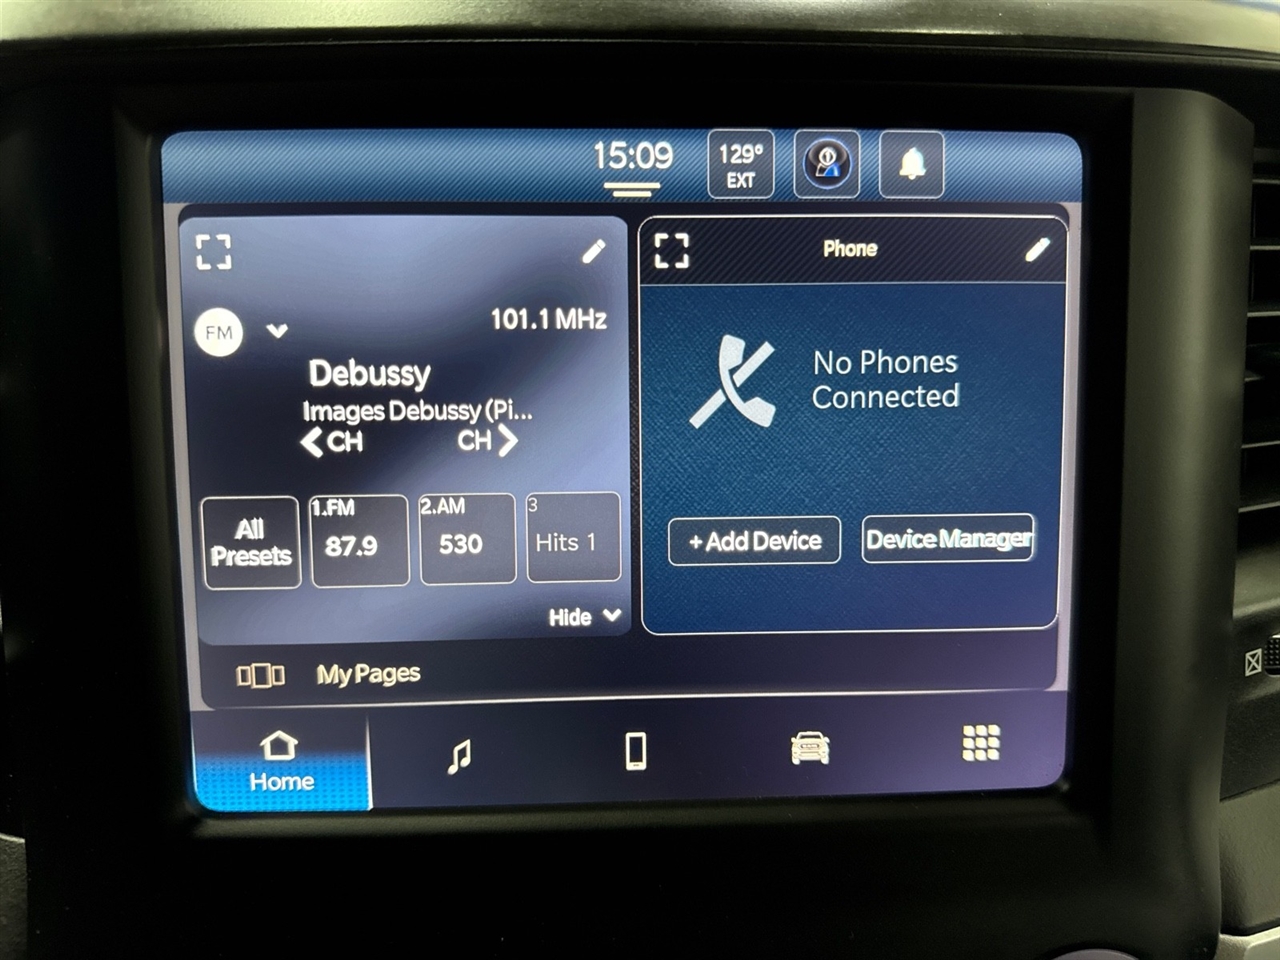 15:09
129°
EXT
FM
101.1 MHz
Debussy
Images Debussy (Pi...
CH
CH
All
Presets
1.FM
87.9
2.AM
530
3
Hits 1
Hide
Phone
No Phones
Connected
+ Add Device
Device Manager
My Pages
Home